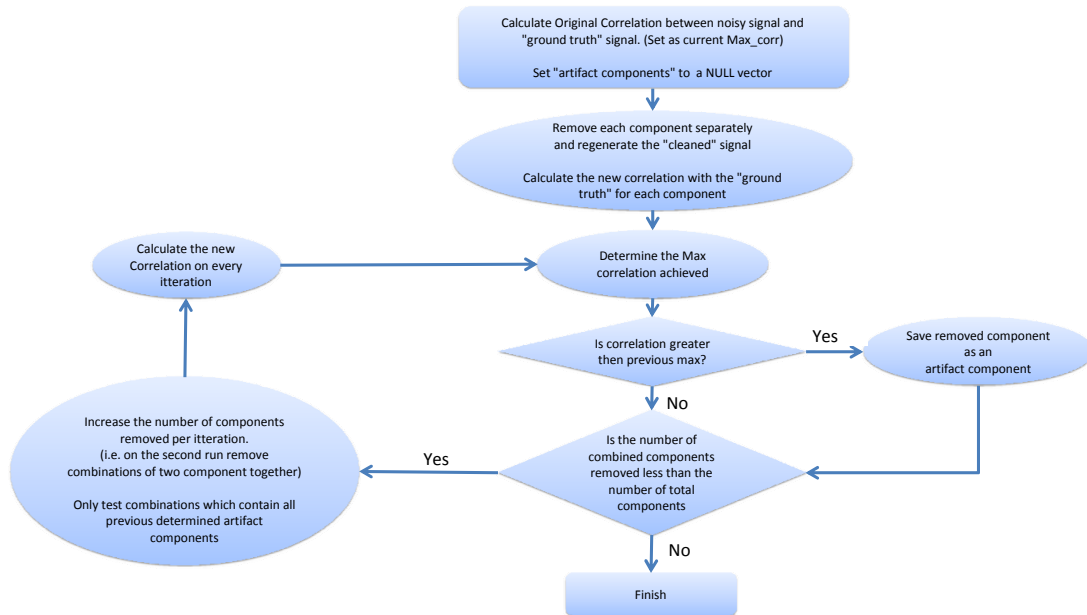 Calculate Original Correlation between noisy signal and
"ground truth" signal. (Set as current Max_corr)
Set "artifact components" to  a NULL vector
Remove each component separately
and regenerate the "cleaned" signal
Calculate the new correlation with the "ground
truth" for each component
Calculate the new
Correlation on every
itteration
Determine the Max
correlation achieved
Is correlation greater
then previous max?
Yes
Save removed component
as an
artifact component
No
Increase the number of components
removed per itteration.
(i.e. on the second run remove
combinations of two component together)
Only test combinations which contain all
previous determined artifact
components
Yes
Is the number of
combined components
removed less than the
number of total
components
No
Finish